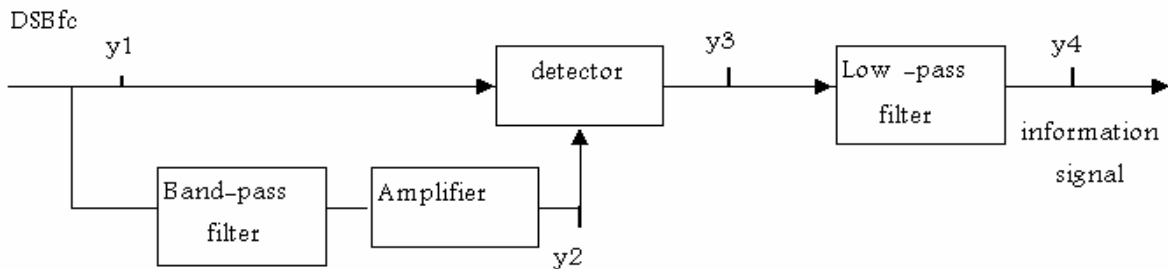 DSBfc
y1
detector
y3
Low -pass
filter
y4
information
signal
Band-pass
filter
Amplifier
y2